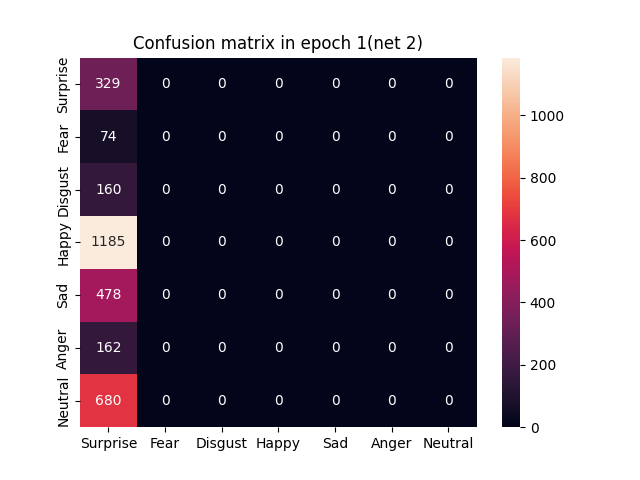 Confusion matrix in epoch 1(net 2)
Surprise 329 0 0 0 0 0 0
Fear 74 0 0 0 0 0 0
Disgust 160 0 0 0 0 0 0
Happy 1185 0 0 0 0 0 0
Sad 478 0 0 0 0 0 0
Anger 162 0 0 0 0 0 0
Neutral 680 0 0 0 0 0 0
Surprise Fear Disgust Happy Sad Anger Neutral
1000
800
600
400
200
0